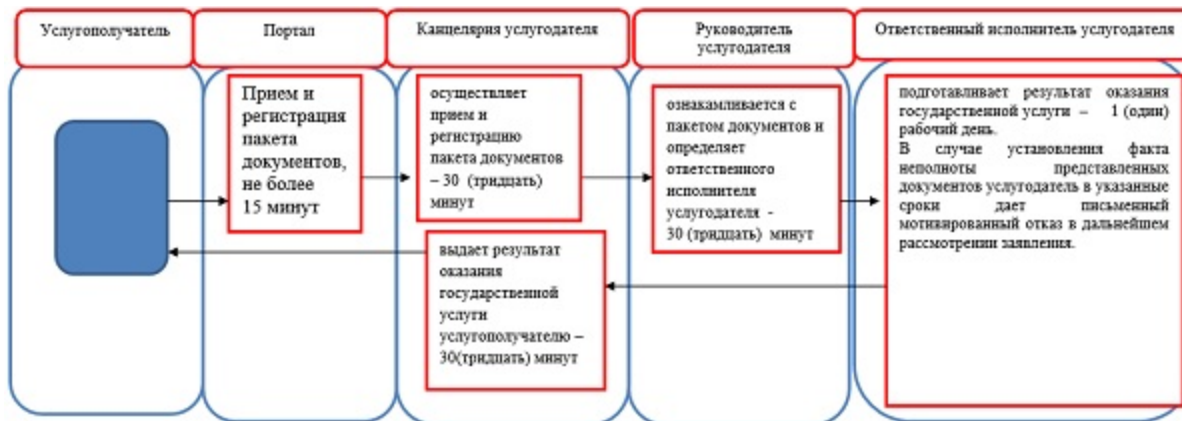 Услугополучатель
Портал
Канцелярия услугодателя
Руководитель
услугодателя
Ответственный исполнитель услугодателя
Прием и
регистрация
пакета
документов,
не более
15 минут
осуществляет
прием и
регистрацию
пакета документов
– 30 (тридцать)
минут
ознакамливается с
пакетом документов и
определяет
ответственного
исполнителя
услугодателя -
30 (тридцать) минут
подготавливает результат оказания
государственной услуги – 1 (один)
рабочий день.
В случае установления факта
неполноты представленных
документов услугодатель в указанные
сроки дает письменный
мотивированный отказ в дальнейшем
рассмотрении заявления.
выдает результат
оказания
государственной
услуги
услугополучателю –
30(тридцать) минут